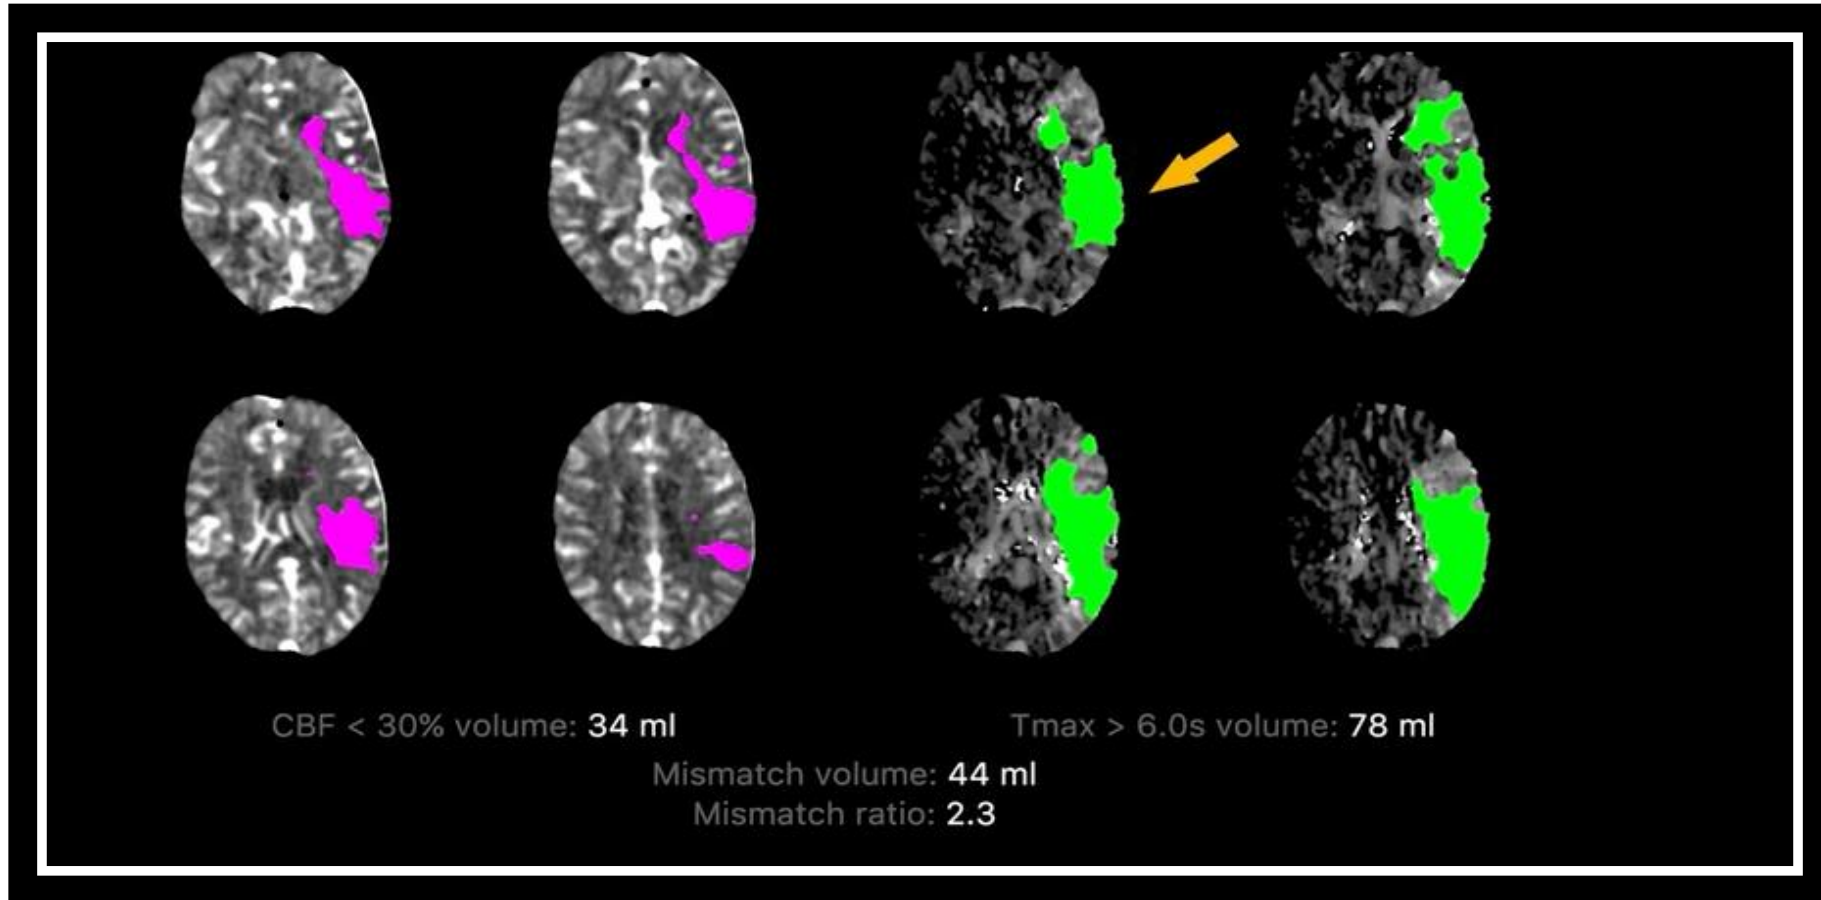 CBF < 30% volume: 34 ml
Tmax > 6.0s volume: 78 ml
Mismatch volume: 44 ml
Mismatch ratio: 2.3